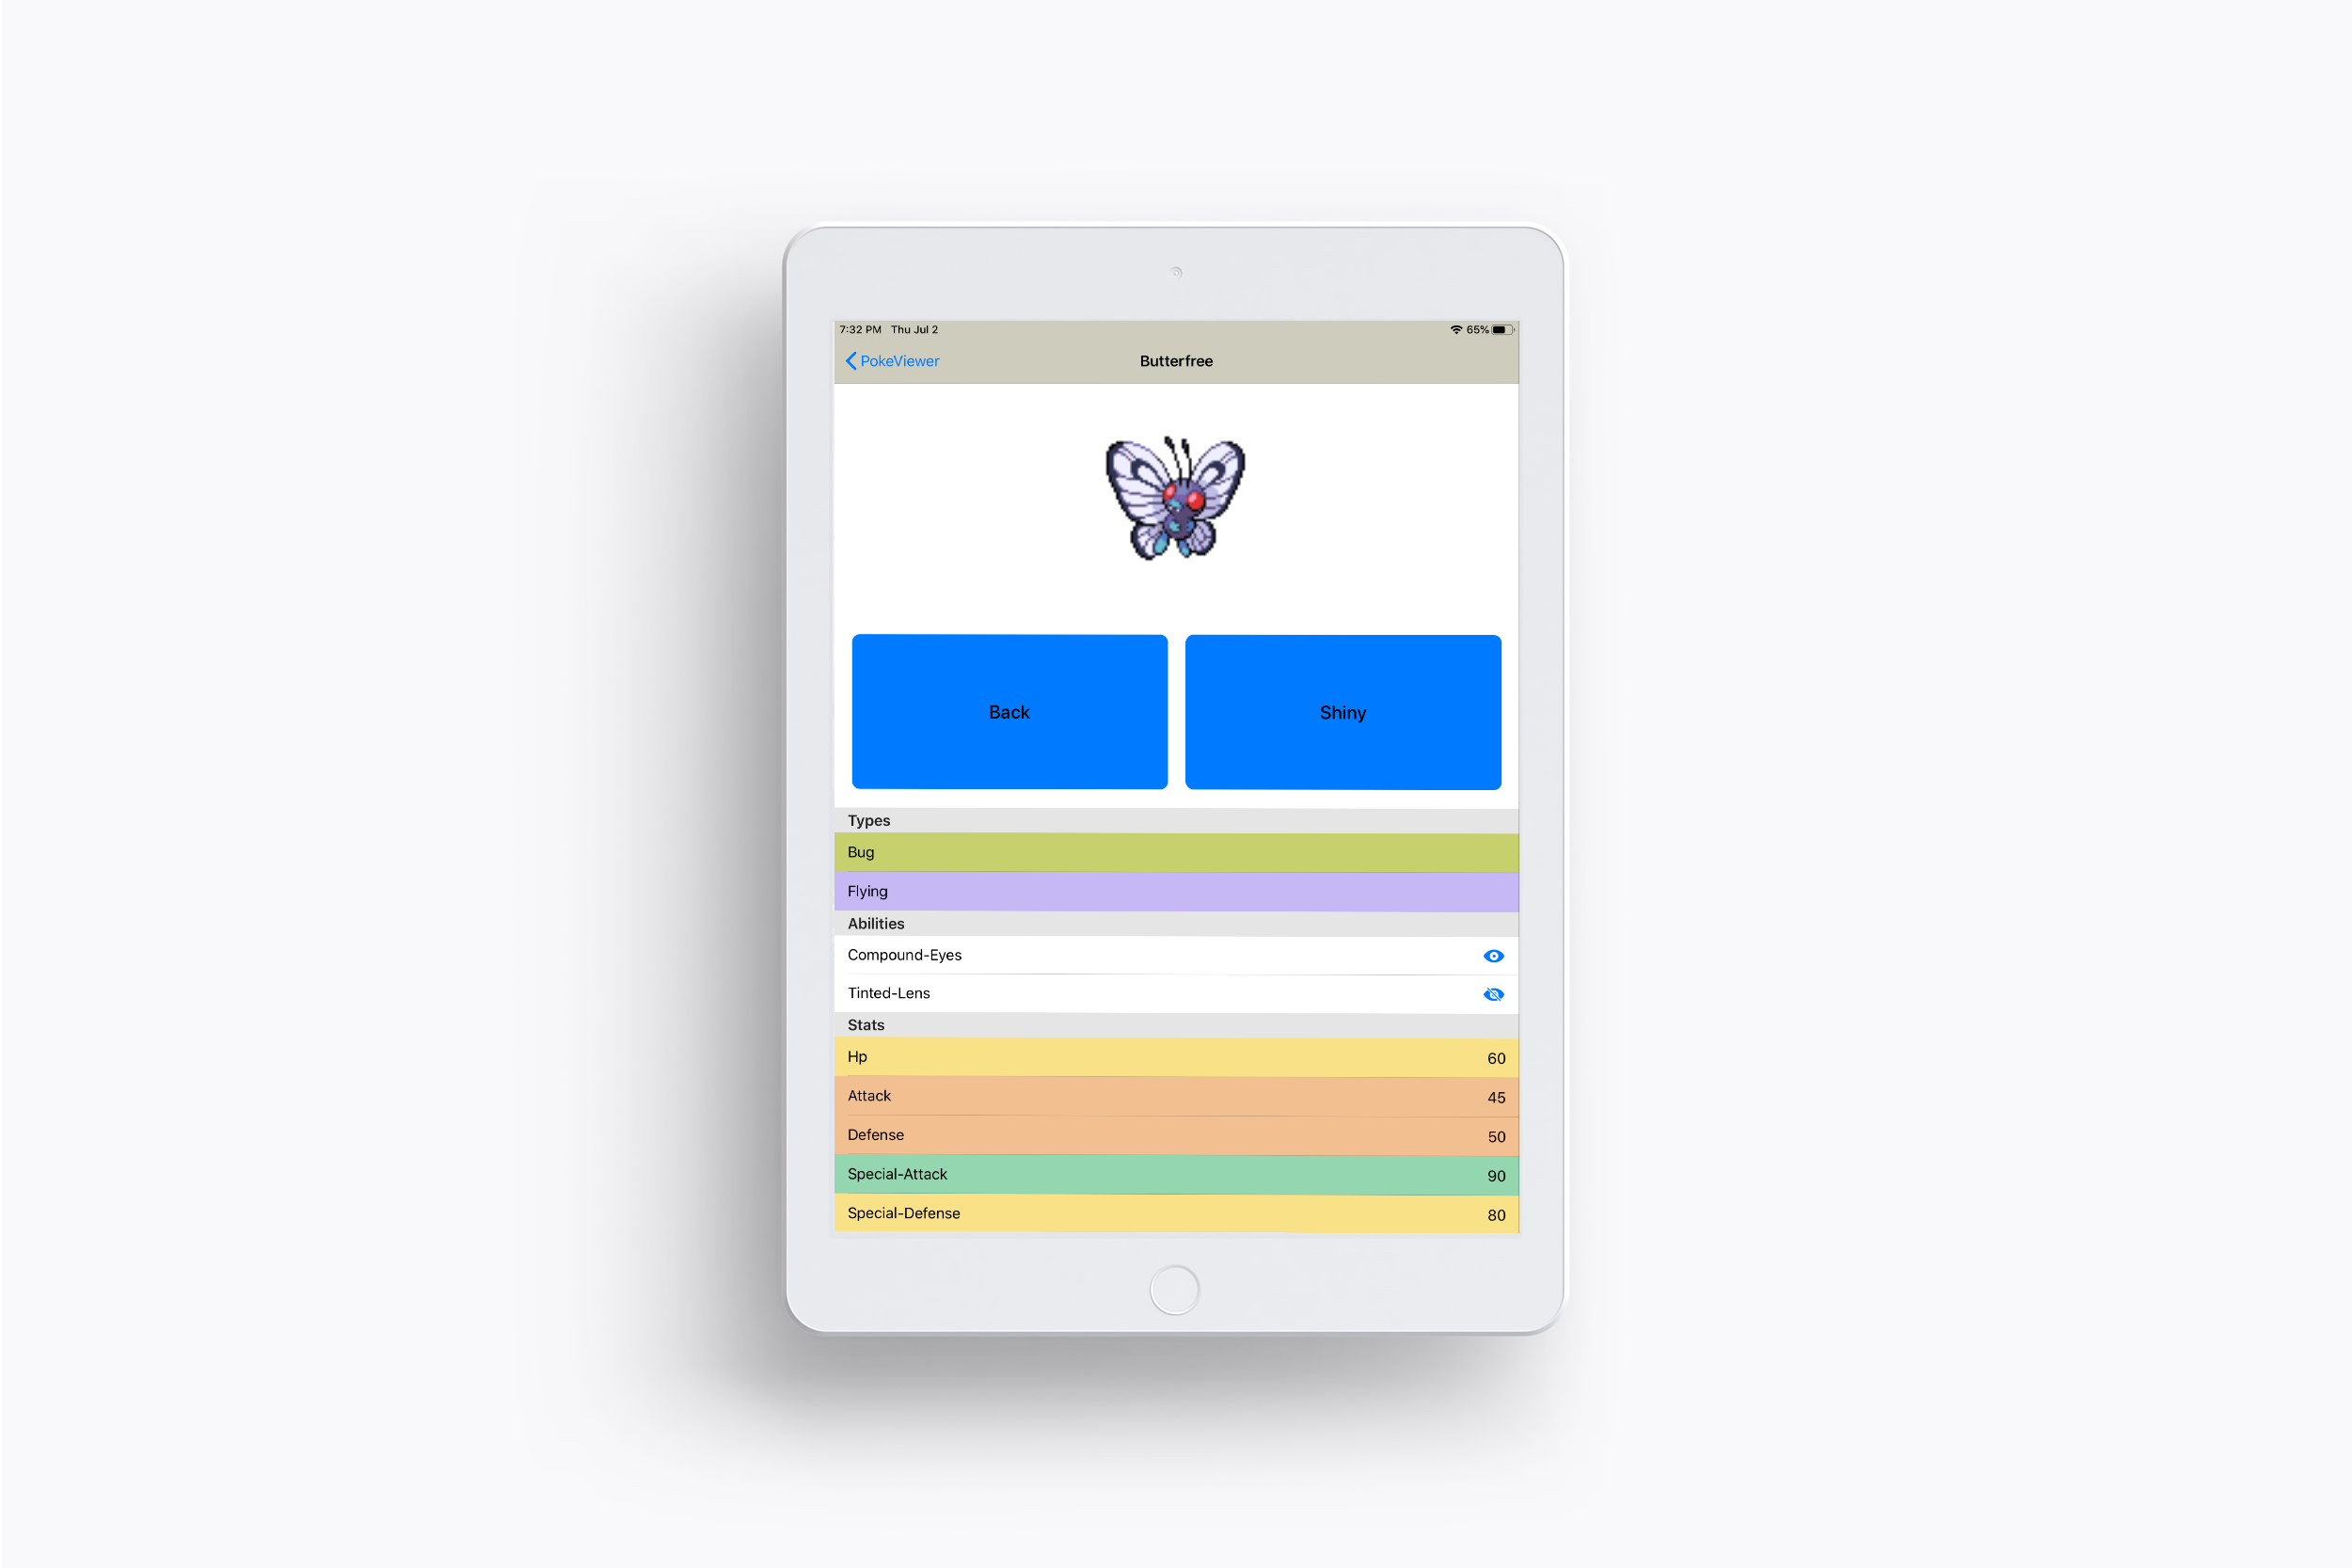 7:32 PM Thu Jul 2 65%
PokeViewer Butterfree
Back Shiny
Types
Bug
Flying
Abilities
Compound-Eyes
Tinted-Lens
Stats
Hp 60
Attack 45
Defense 50
Special-Attack 90
Special-Defense 80